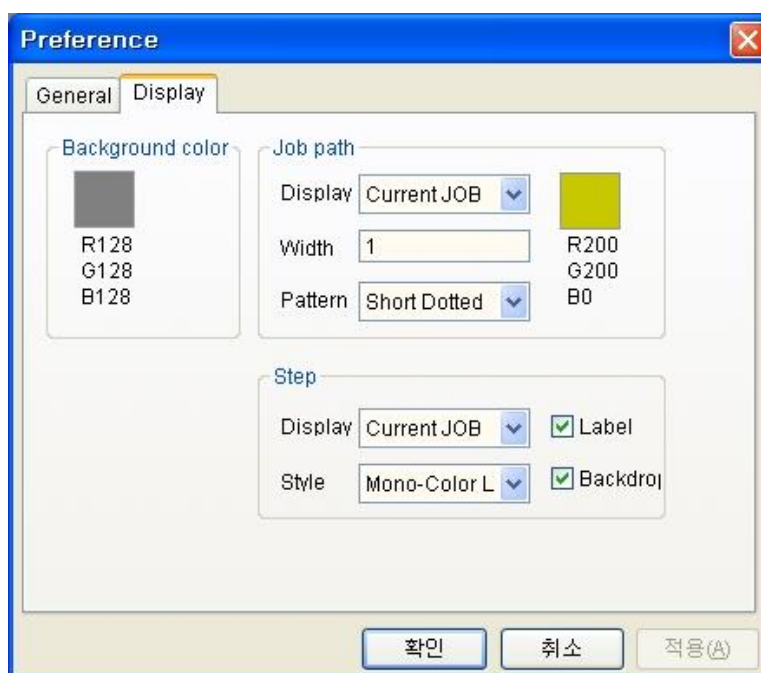 Preference
General Display
Background color
R128
G128
B128
Job path
Display Current JOB
Width 1
Pattern Short Dotted
R200
G200
B0
Step
Display Current JOB Label
Style Mono-Color L Backdrop
확인 취소 적용(A)